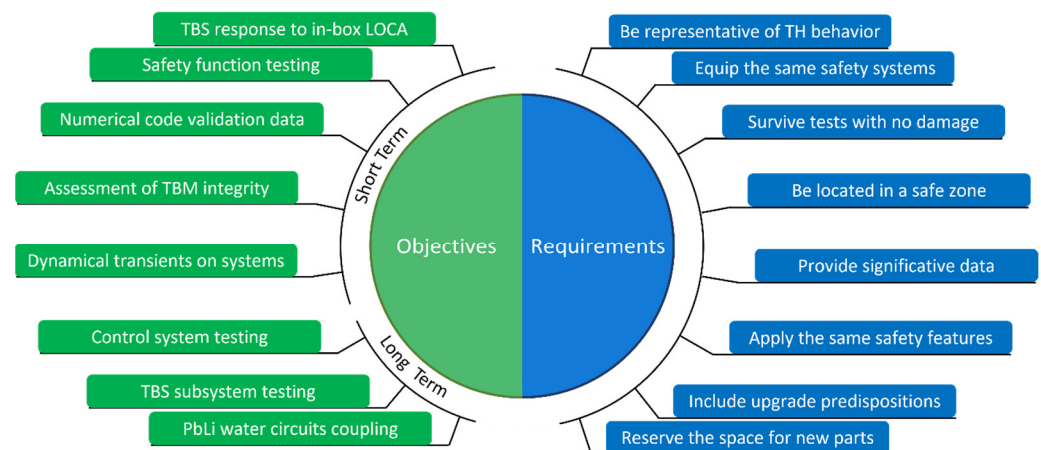 TBS response to in-box LOCA
Safety function testing
Numerical code validation data
Assessment of TBM integrity
Dynamical transients on systems
Control system testing
TBS subsystem testing
PbLi water circuits coupling
Short Term
Long Term
Objectives
Requirements
Be representative of TH behavior
Equip the same safety systems
Survive tests with no damage
Be located in a safe zone
Provide significative data
Apply the same safety features
Include upgrade predispositions
Reserve the space for new parts